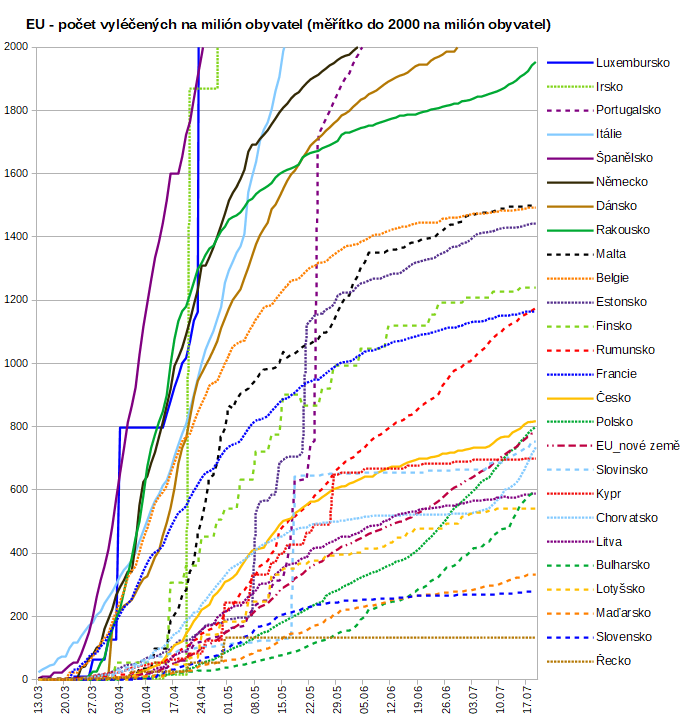 EU - počet vyléčených na milión obyvatel (měřítko do 2000 na milión obyvatel)
2000
1800
1600
1400
1200
1000
800
600
400
200
0
13.03
20.03
27.03
03.04
10.04
17.04
24.04
01.05
08.05
15.05
22.05
29.05
05.06
12.06
19.06
26.06
03.07
10.07
17.07
Luxembursko
Irsko
Portugalsko
Itálie
Španělsko
Německo
Dánsko
Rakousko
Malta
Belgie
Estonsko
Finsko
Rumunsko
Francie
Česko
Polsko
EU_nové země
Slovinsko
Kypr
Chorvatsko
Litva
Bulharsko
Lotyšsko
Maďarsko
Slovensko
Řecko